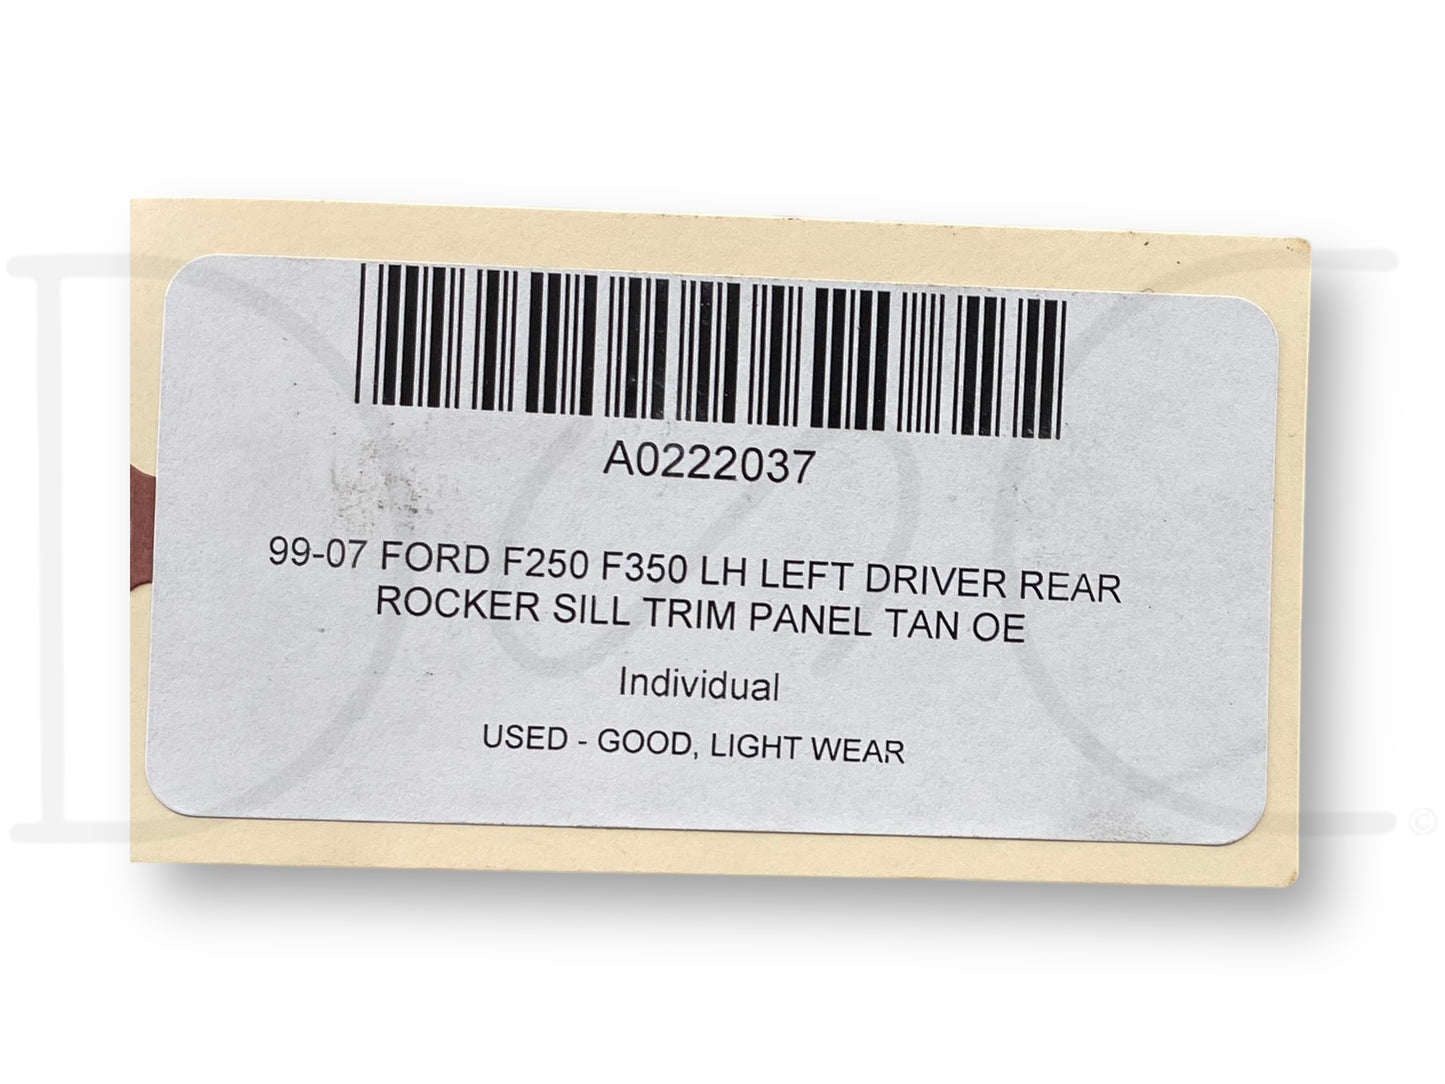 A0222037
99-07 FORD F250 F350 LH LEFT DRIVER REAR
ROCKER SILL TRIM PANEL TAN OE
Individual
USED - GOOD, LIGHT WEAR
©